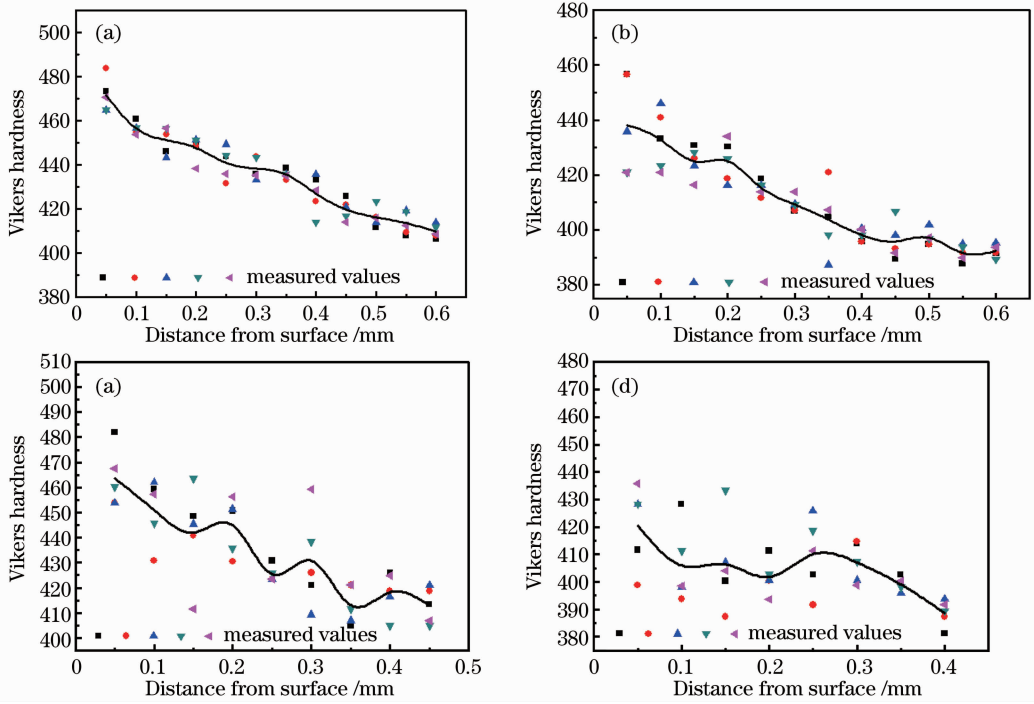 (a)
500
480
460
440
420
400
380
Vikers hardness
measured values
0 0.1 0.2 0.3 0.4 0.5 0.6
Distance from surface /mm
(b)
480
460
440
420
400
380
Vikers hardness
measured values
0 0.1 0.2 0.3 0.4 0.5 0.6
Distance from surface /mm
(a)
510
500
490
480
470
460
450
440
430
420
410
400
Vikers hardness
measured values
0 0.1 0.2 0.3 0.4 0.5
Distance from surface /mm
(d)
480
470
460
450
440
430
420
410
400
390
380
Vikers hardness
measured values
0 0.1 0.2 0.3 0.4
Distance from surface /mm